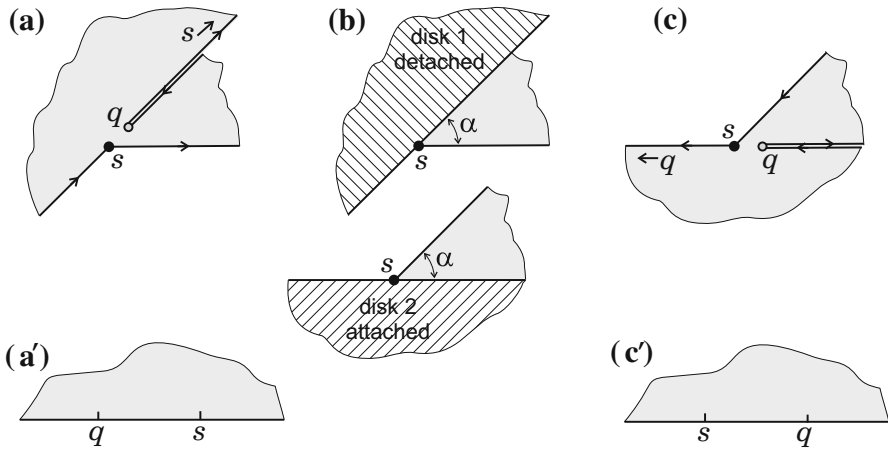 (a)
s
q
s
(b)
disk 1
detached
α
s
(c)
s
q
q
s
α
disk 2
attached
(a′)
q
s
(c′)
s
q